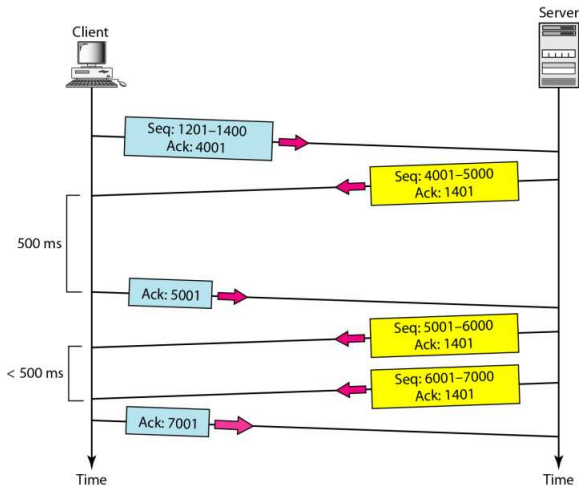 Client
Server
Seq: 1201–1400
Ack: 4001
Seq: 4001–5000
Ack: 1401
500 ms
Ack: 5001
Seq: 5001–6000
Ack: 1401
< 500 ms
Seq: 6001–7000
Ack: 1401
Ack: 7001
Time
Time